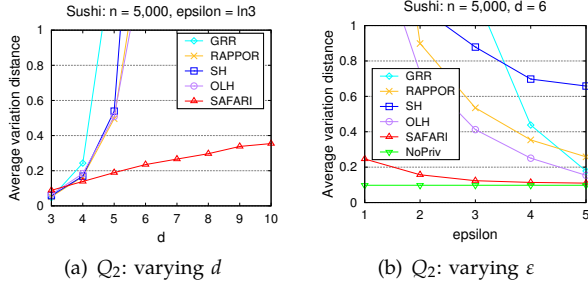 Sushi: n = 5,000, epsilon = ln3
Average variation distance
1
0.8
0.6
0.4
0.2
0
3 4 5 6 7 8 9 10
d
GRR
RAPPOR
SH
OLH
SAFARI
(a) Q2: varying d
Sushi: n = 5,000, d = 6
Average variation distance
1
0.8
0.6
0.4
0.2
0
1 2 3 4 5
epsilon
GRR
RAPPOR
SH
OLH
SAFARI
NoPriv
(b) Q2: varying ε